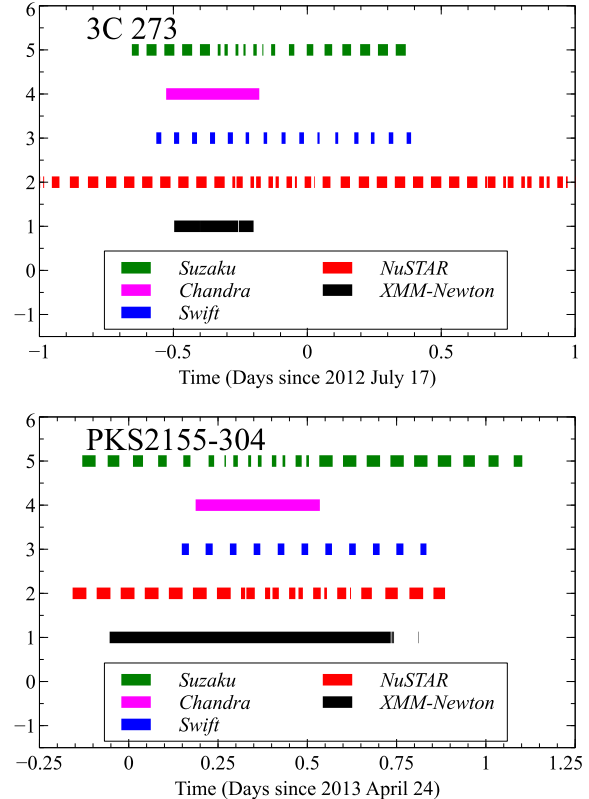 3C 273
6
5
4
3
2
1
0
−1
Suzaku NuSTAR
Chandra XMM-Newton
Swift
−1 −0.5 0 0.5 1
Time (Days since 2012 July 17)
PKS2155-304
6
5
4
3
2
1
0
−1
Suzaku NuSTAR
Chandra XMM-Newton
Swift
−0.25 0 0.25 0.5 0.75 1 1.25
Time (Days since 2013 April 24)